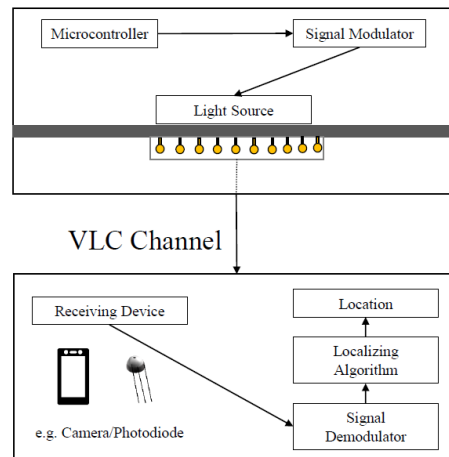 Microcontroller
Signal Modulator
Light Source
VLC Channel
Receiving Device
Location
Localizing
Algorithm
Signal
Demodulator
e.g. Camera/Photodiode